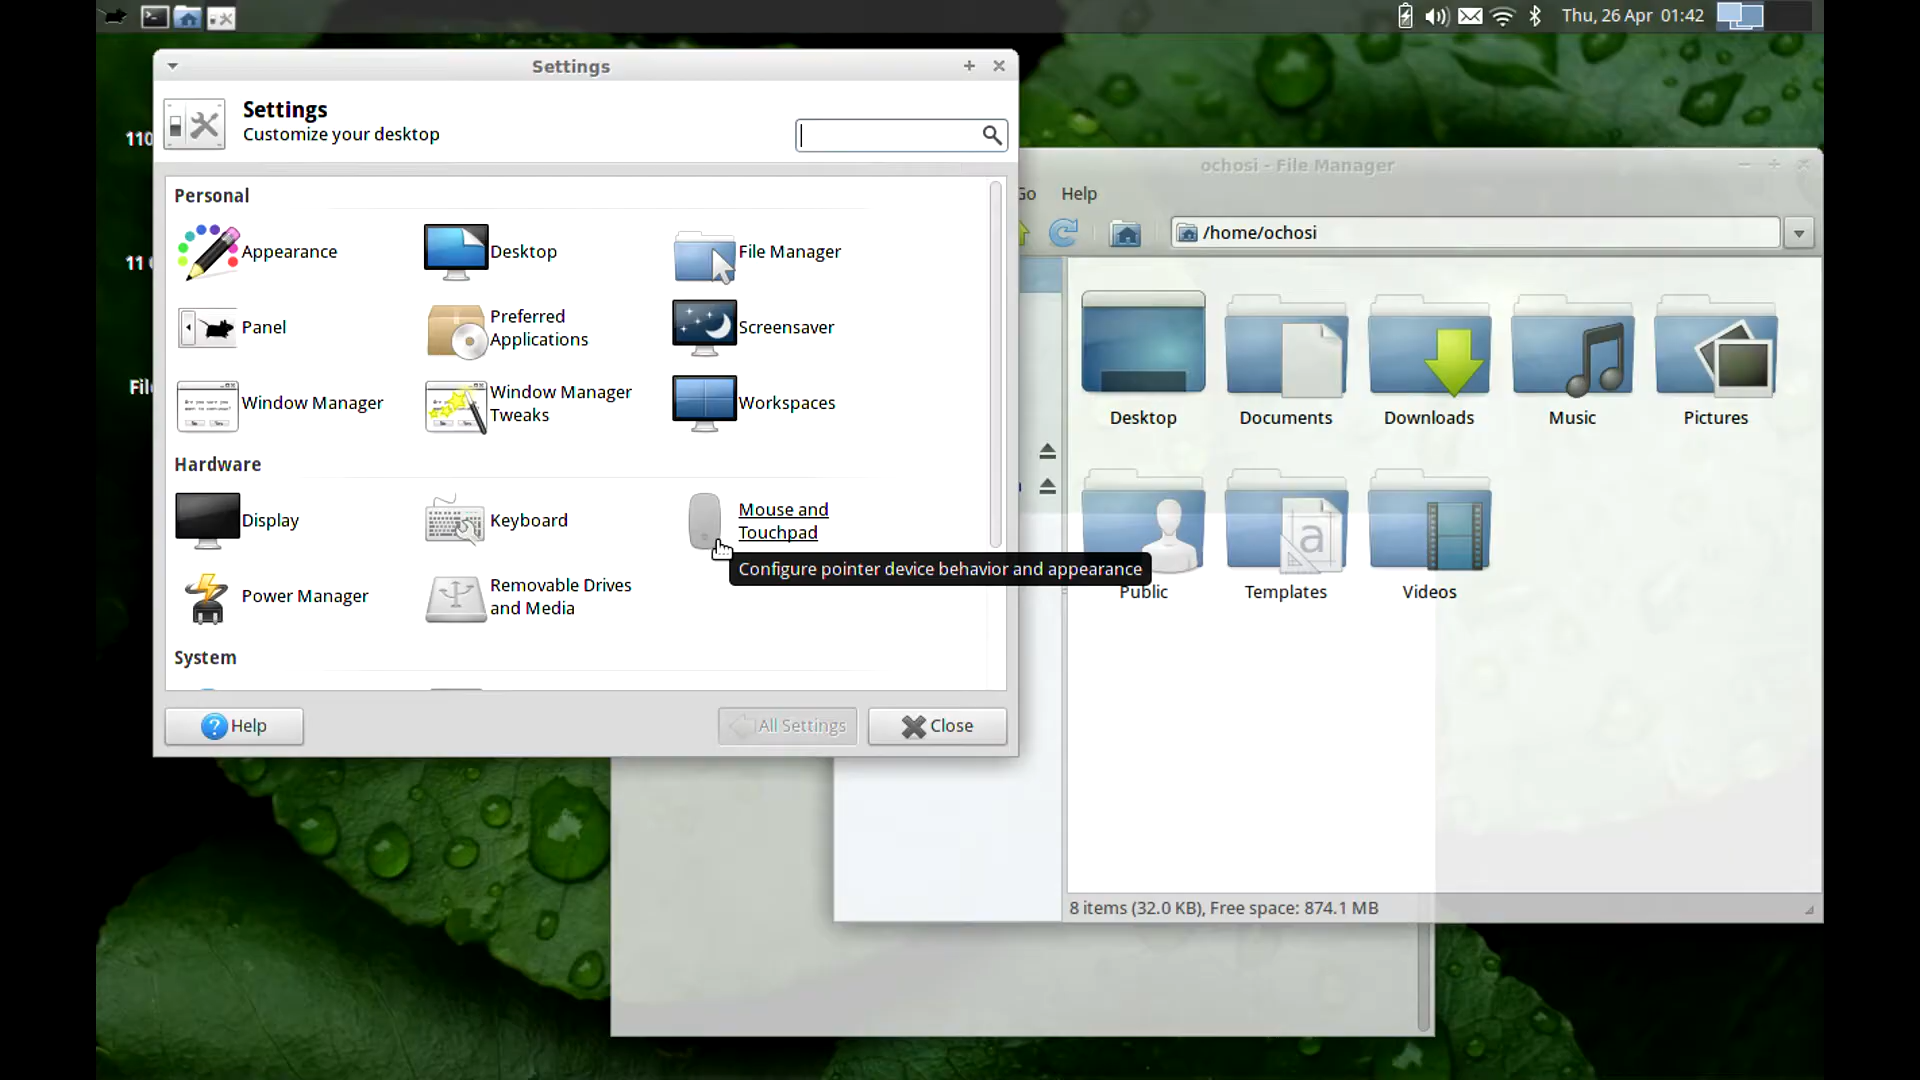 Thu, 26 Apr 01:42
Settings
Settings
Customize your desktop
110
11
File
Personal
Appearance
Desktop
File Manager
Panel
Preferred
Applications
Screensaver
Window Manager
Window Manager
Tweaks
Workspaces
Hardware
Display
Keyboard
Mouse and
Touchpad
Configure pointer device behavior and appearance
Power Manager
Removable Drives
and Media
System
Help
All Settings
Close
ochosi - File Manager
Go
Help
/home/ochosi
Desktop
Documents
Downloads
Music
Pictures
Public
Templates
Videos
8 items (32.0 KB), Free space: 874.1 MB